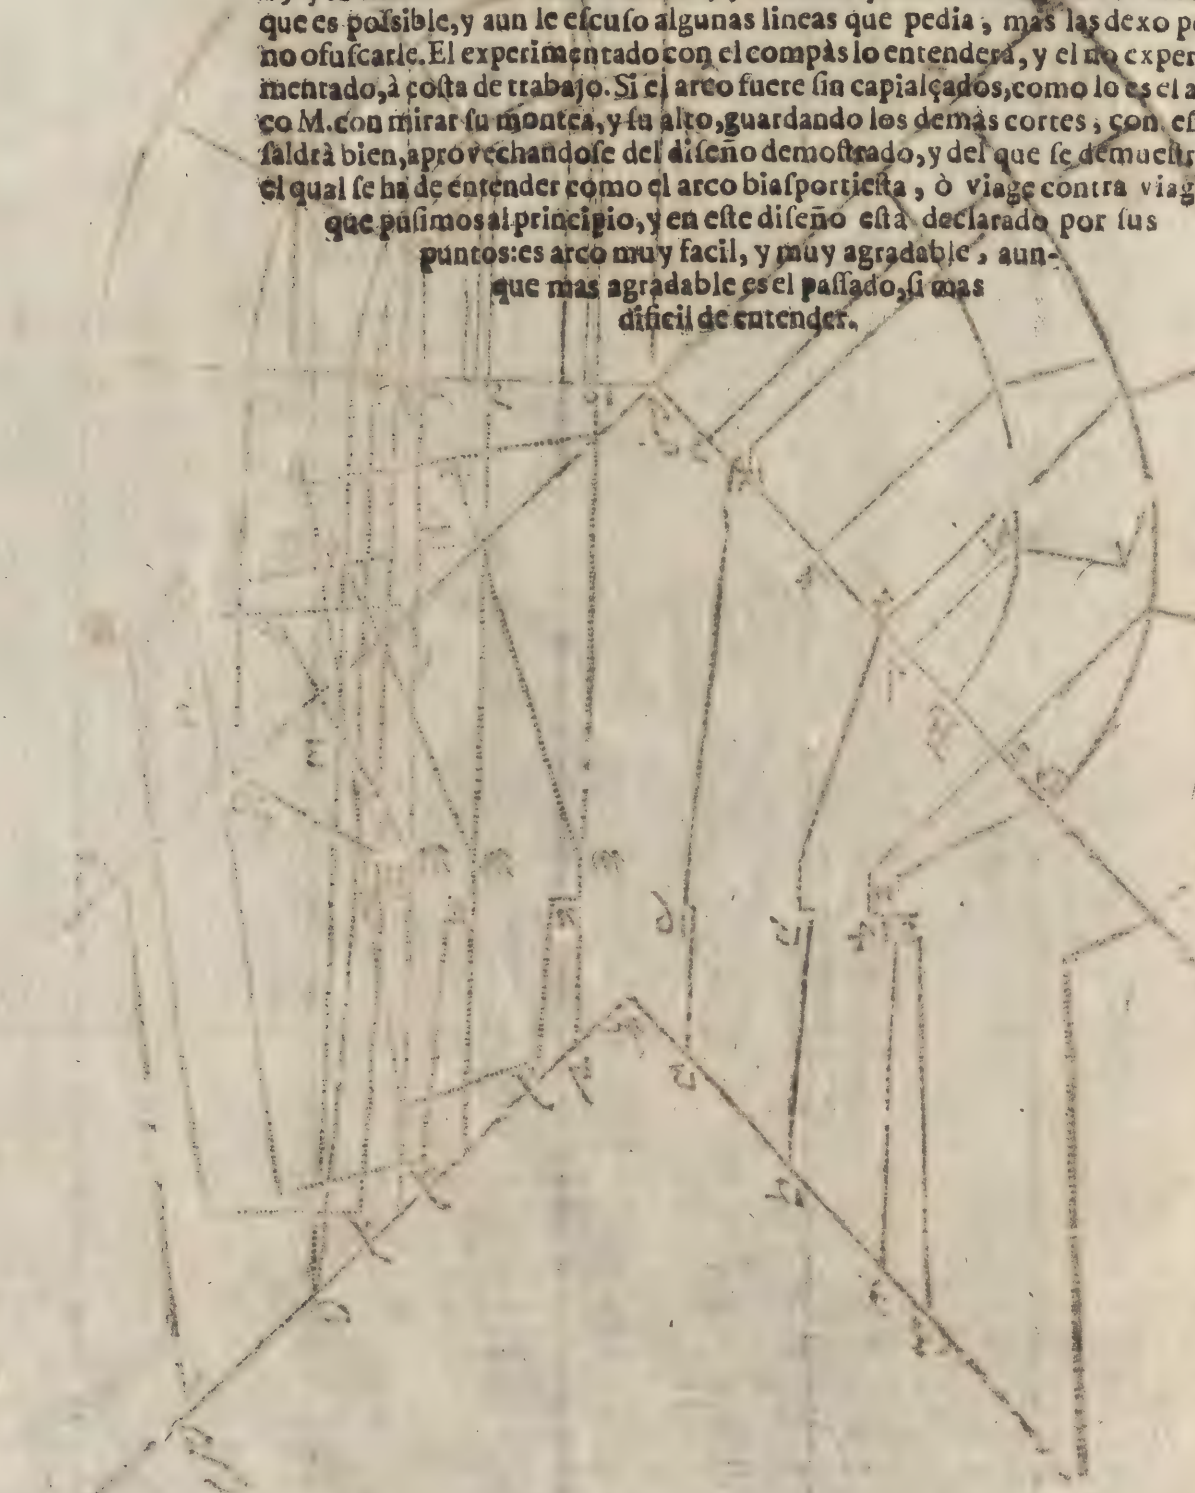 que es poſsible, y aun le eſcuſo algunas lineas que pedia, mas las dexo p
no ofuſcarle. El experimentado con el compàs lo entenderà, y el no exper
mentado, à coſta de trabajo. Si el arco fuere ſin capialçados, como lo es el a
co M. con mirar ſu montea, y ſu alto, guardando los demàs cortes, con eſ
ſaldrà bien, aprovechandoſe del diſeño demoſtrado, y del que ſe demueſtr
el qual ſe ha de entender como el arco biaſportieſta, ò viage contra viag
que puſimos al principio, y en eſte diſeño eſtà declarado por ſus
puntos: es arco muy facil, y muy agradable, aun-
que mas agradable es el paſſado, ſi mas
dificil de entender.